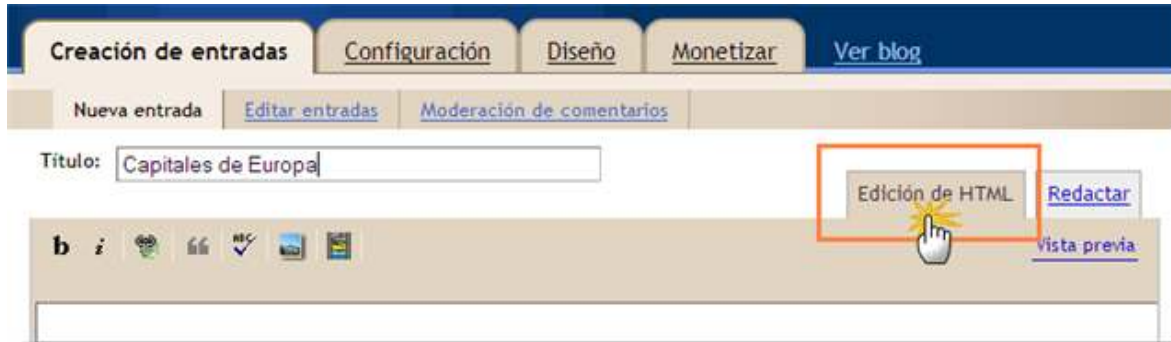 Creación de entradas Configuración Diseño Monetizar Ver blog
Nueva entrada Editar entradas Moderación de comentarios
Título: Capitales de Europa
Edición de HTML Redactar
b i ABC Vista previa